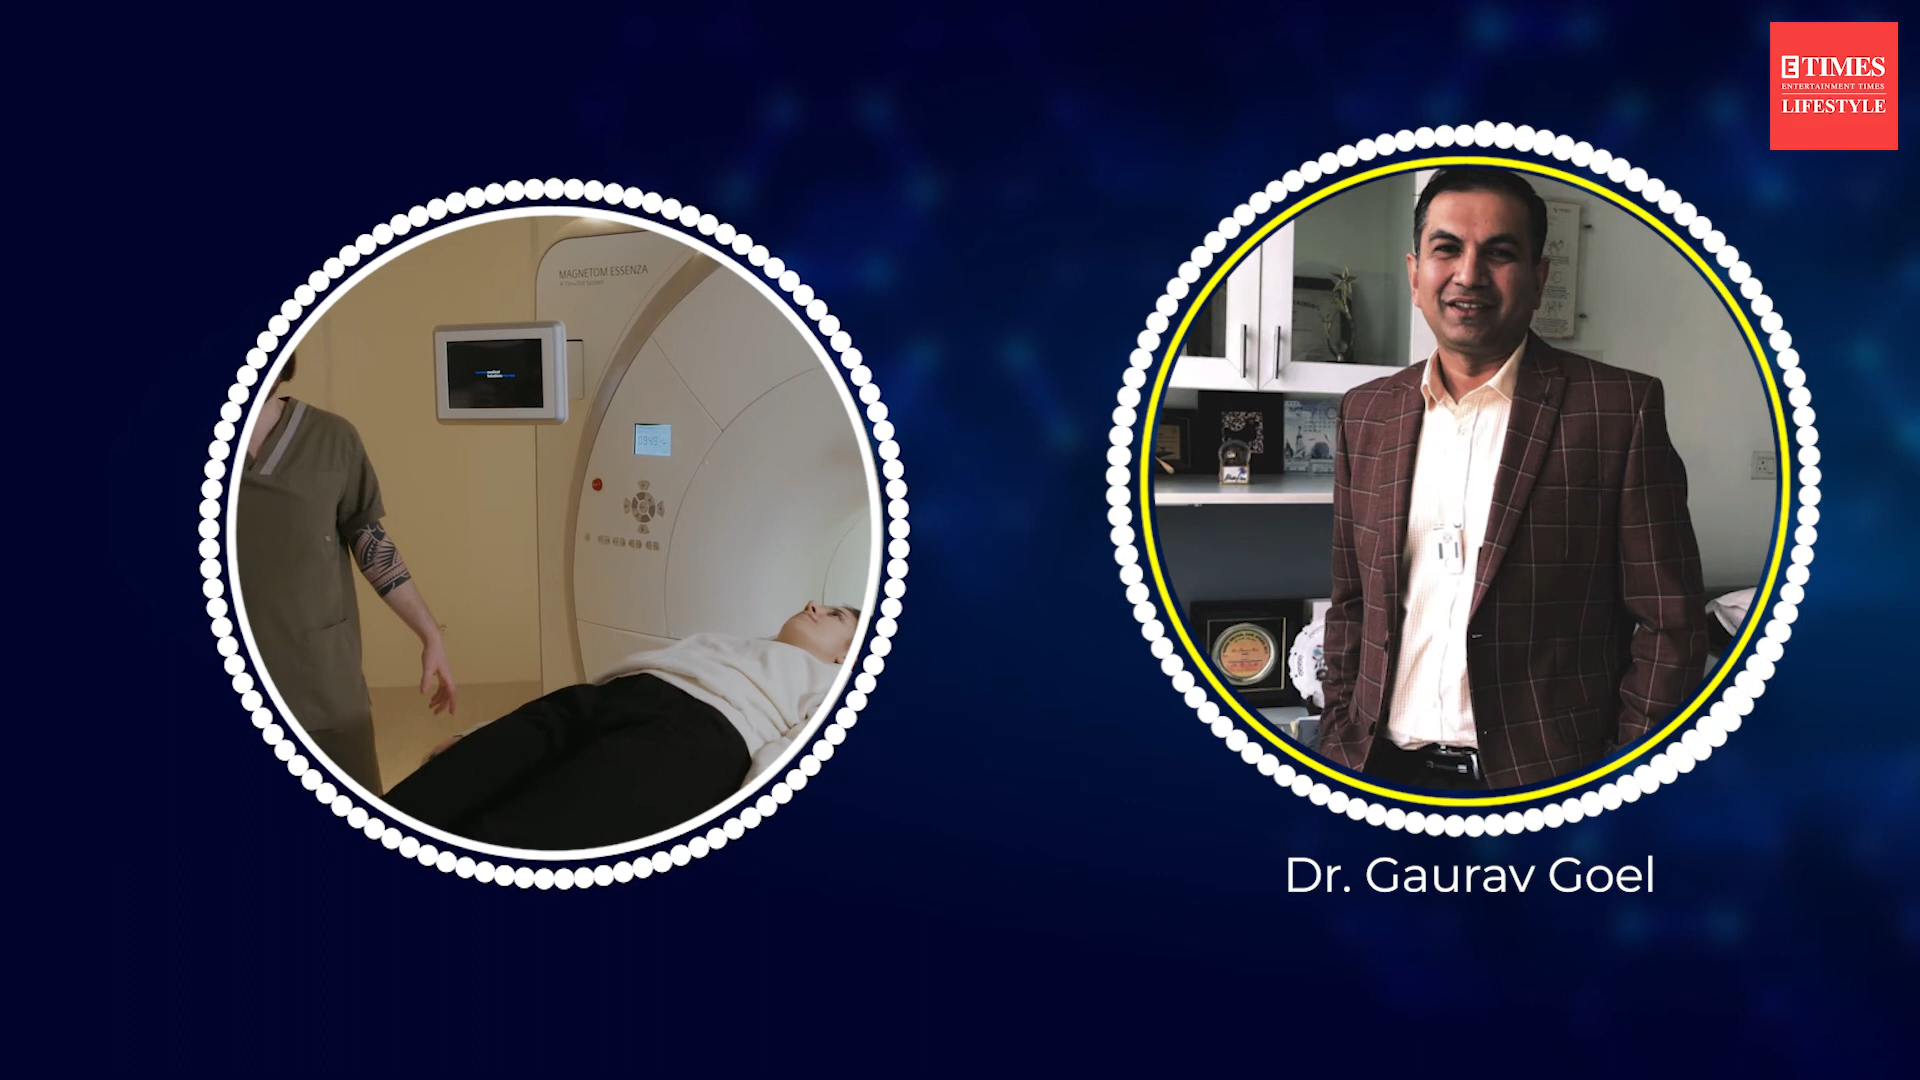 ETIMES
ENTERTAINMENT TIMES
LIFESTYLE
MAGNETOM ESSENZA
Dr. Gaurav Goel